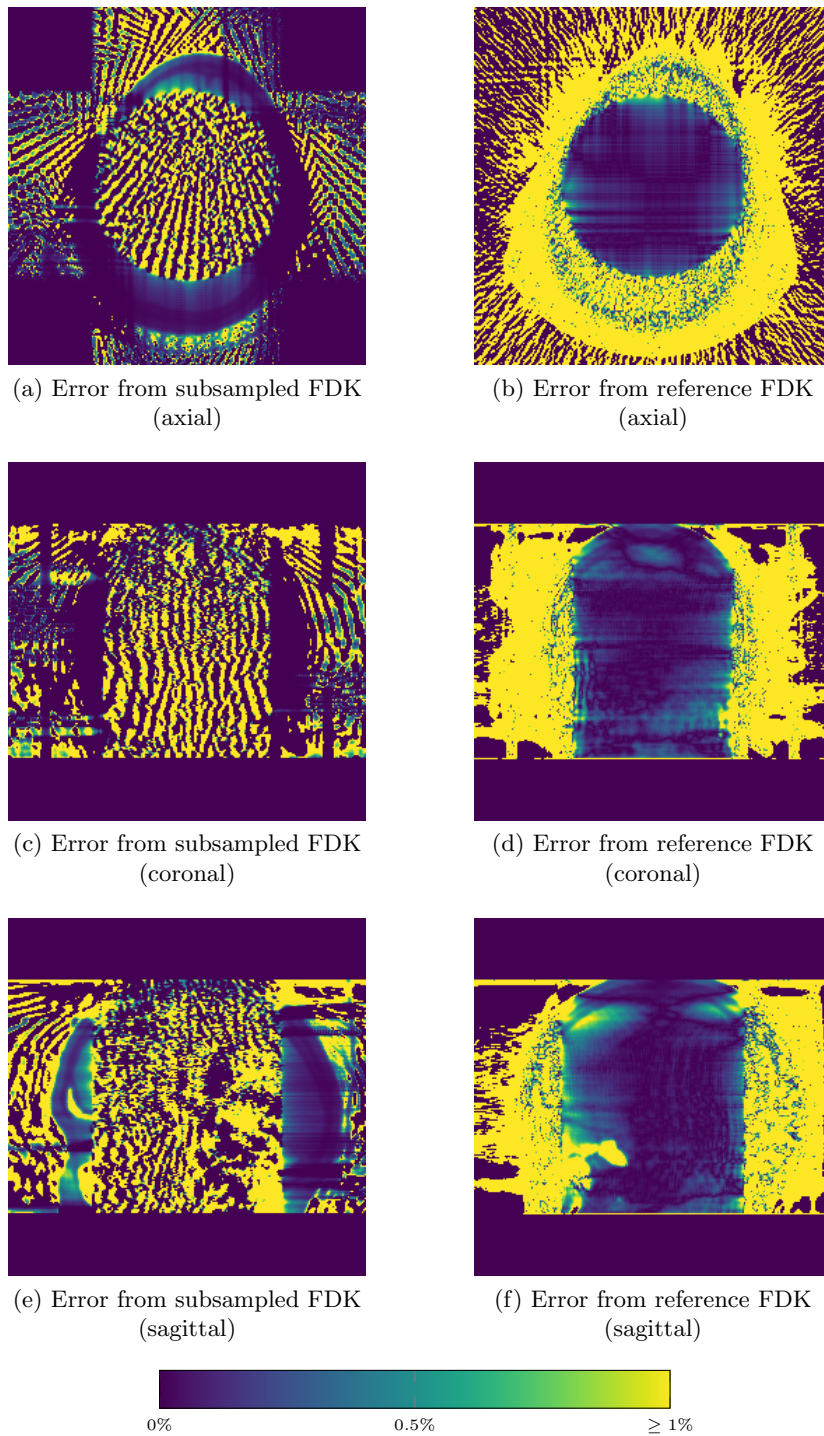 (a) Error from subsampled FDK
(axial)
(b) Error from reference FDK
(axial)
(c) Error from subsampled FDK
(coronal)
(d) Error from reference FDK
(coronal)
(e) Error from subsampled FDK
(sagittal)
(f) Error from reference FDK
(sagittal)
0% 0.5% ≥ 1%